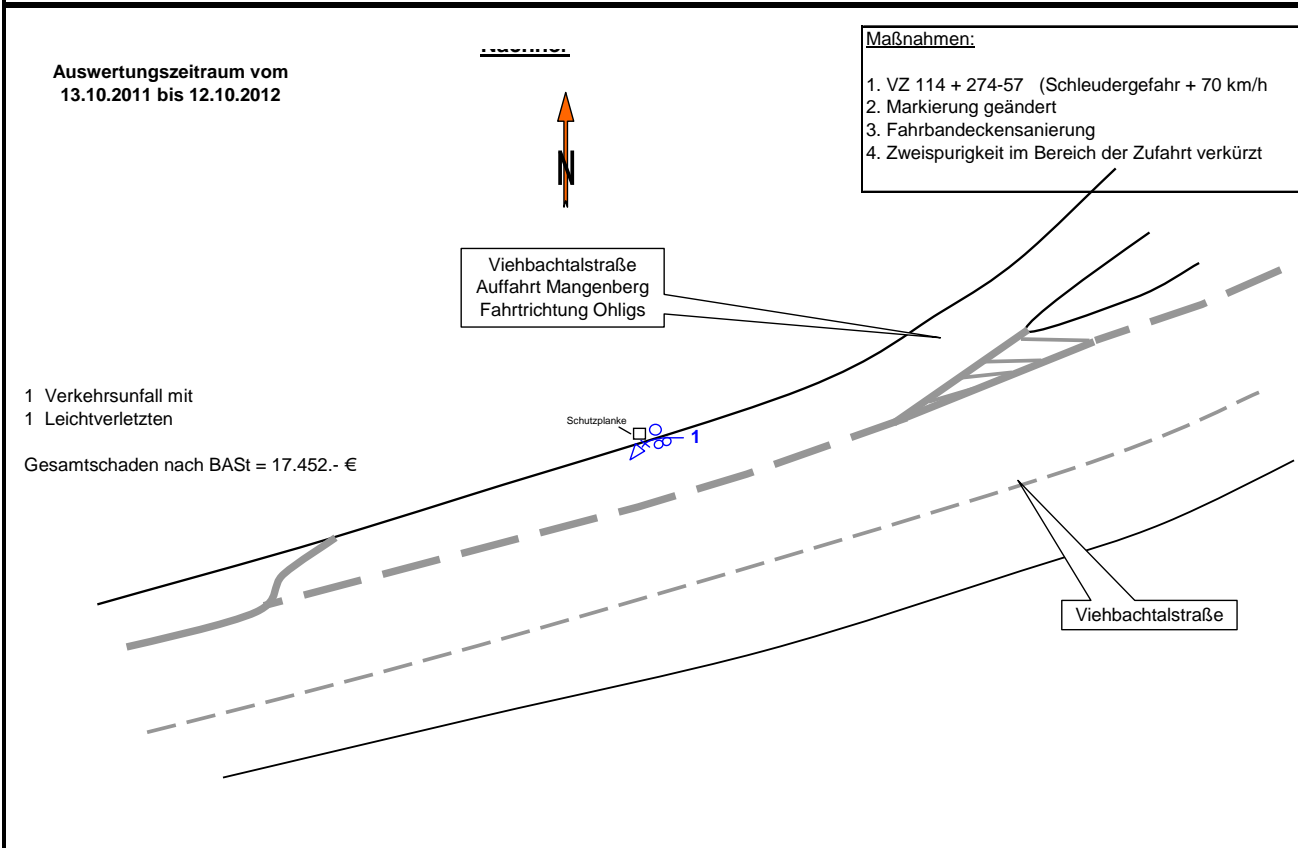 Auswertungszeitraum vom
13.10.2011 bis 12.10.2012
N
Maßnahmen:
1. VZ 114 + 274-57 (Schleudergefahr + 70 km/h
2. Markierung geändert
3. Fahrbandeckensanierung
4. Zweispurigkeit im Bereich der Zufahrt verkürzt
Viehbachtalstraße
Auffahrt Mangenberg
Fahrtrichtung Ohligs
1 Verkehrsunfall mit
1 Leichtverletzten
Gesamtschaden nach BASt = 17.452.- €
Schutzplanke
1
Viehbachtalstraße